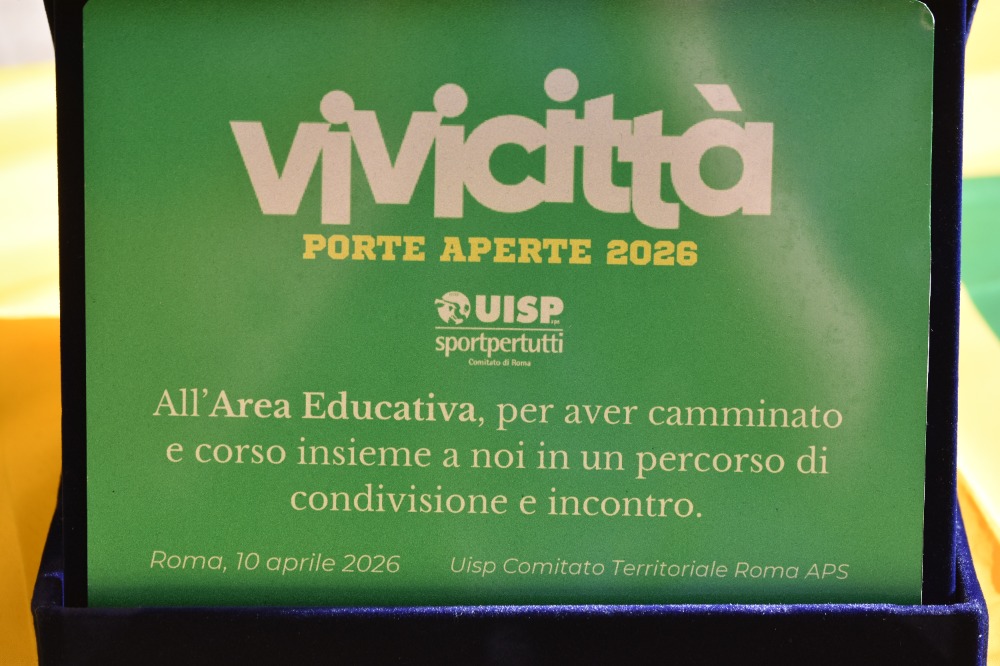 vivicittà
PORTE APERTE 2026
UISP
sportpertutti
Comitato di Roma
All'Area Educativa, per aver camminato
e corso insieme a noi in un percorso di
condivisione e incontro.
Roma, 10 aprile 2026 Uisp Comitato Territoriale Roma APS